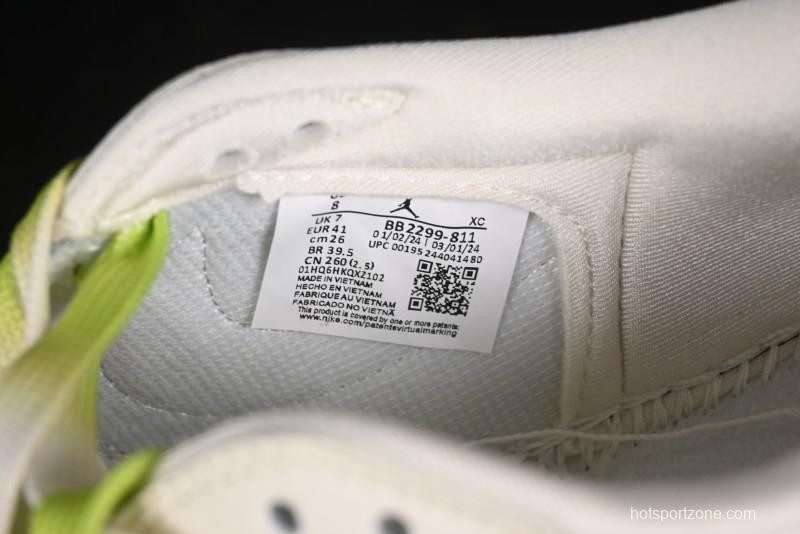 8
UK 7
EUR 41
cm 26
BR 39.5
CN 260 (2.5)
01HQ6HKQXZ102
MADE IN VIETNAM
HECHO EN VIETNAM
FABRIQUE AU VIETNAM
FABRICADO NO VIETNÃ
This product is covered by one or more patents:
www.nike.com/patentsvirtualmarking
XC
BB2299-811
01/02/24 | 03/01/24
UPC 00195244041480
hotsportzone.com